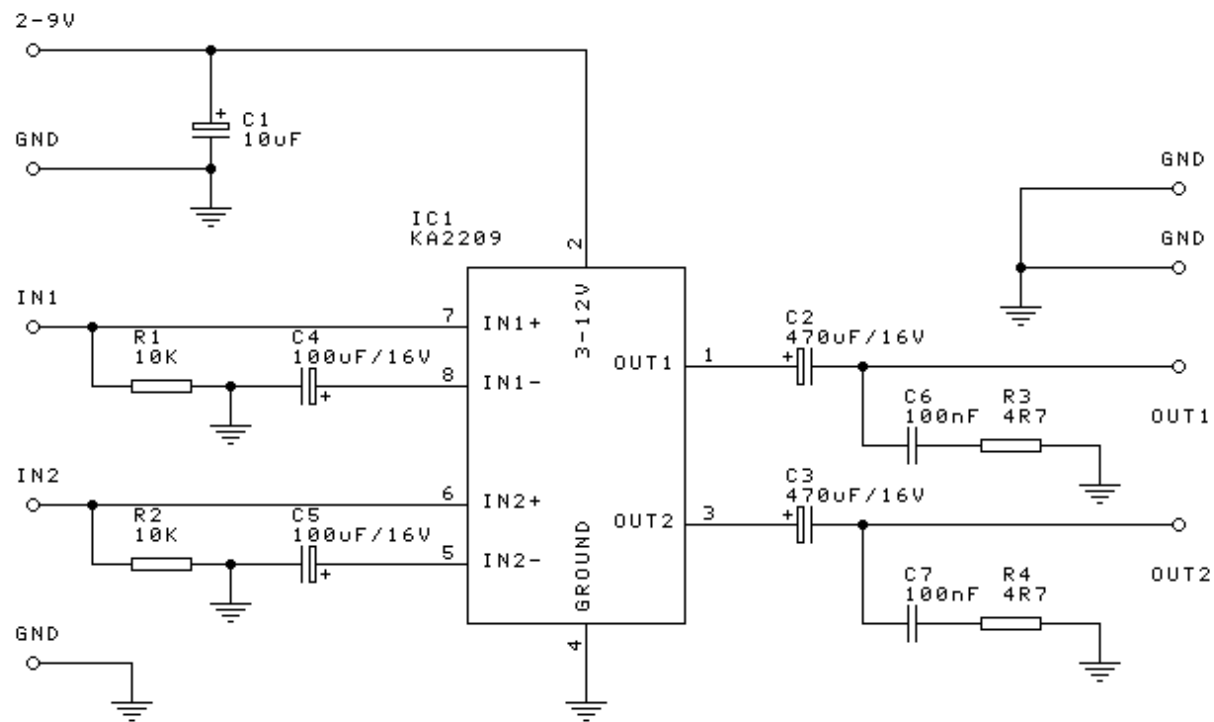 2-9V
C1
10uF
GND
GND
GND
IC1
KA2209
2
IN1
7
IN1+
3-12V
C2
470uF/16V
R1
10K
C4
100uF/16V
8
IN1-
OUT1
1
C6
100nF
R3
4R7
OUT1
IN2
6
IN2+
C3
470uF/16V
R2
10K
C5
100uF/16V
5
IN2-
OUT2
3
GROUND
C7
100nF
R4
4R7
OUT2
GND
4